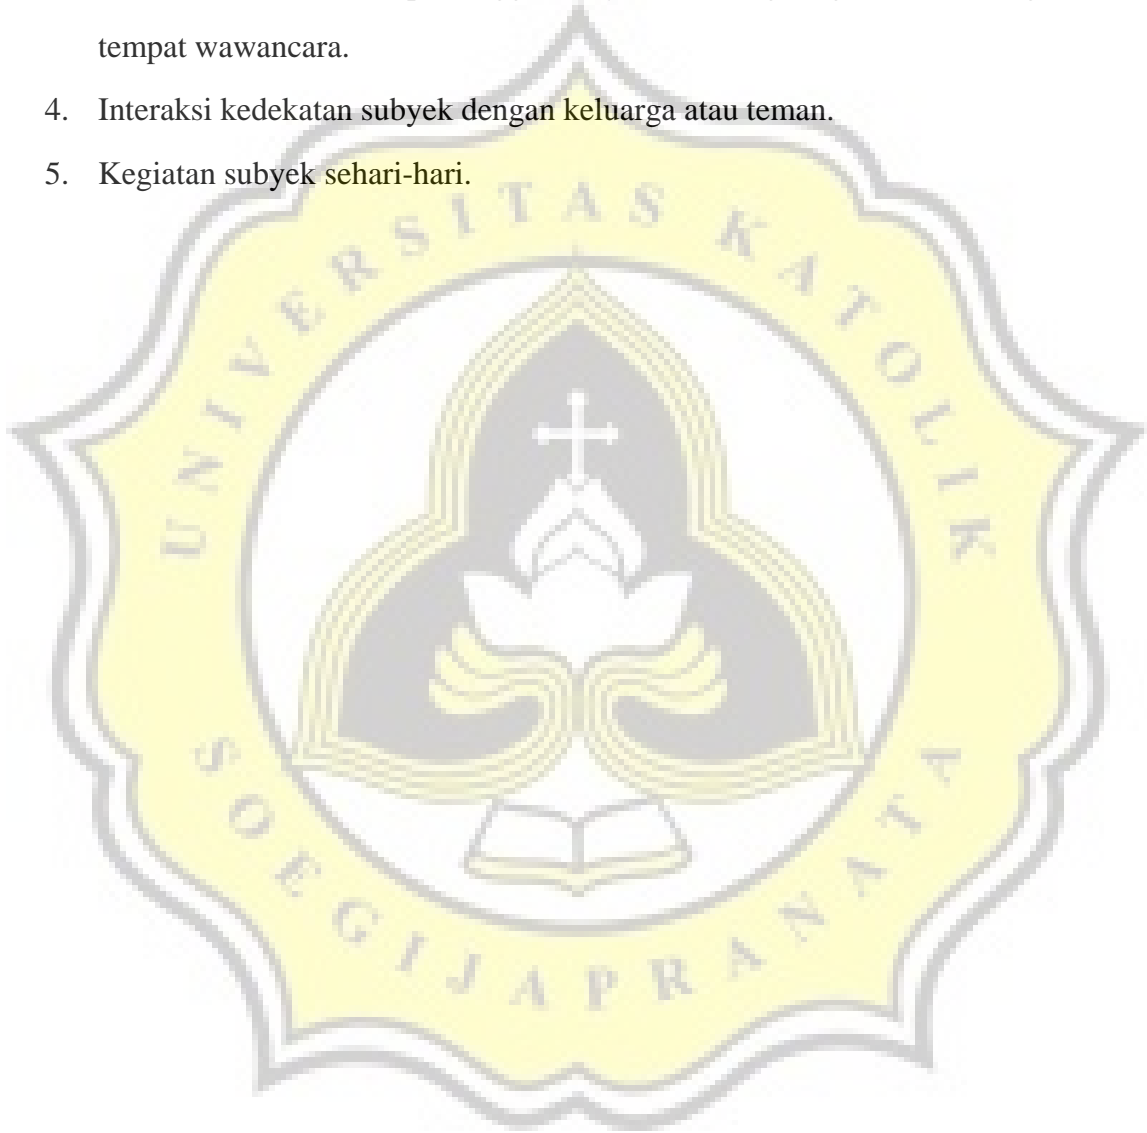 tempat wawancara.
4. Interaksi kedekatan subyek dengan keluarga atau teman.
5. Kegiatan subyek sehari-hari.
UNIVERSITAS KATOLIK
SOEGIJAPRANATA